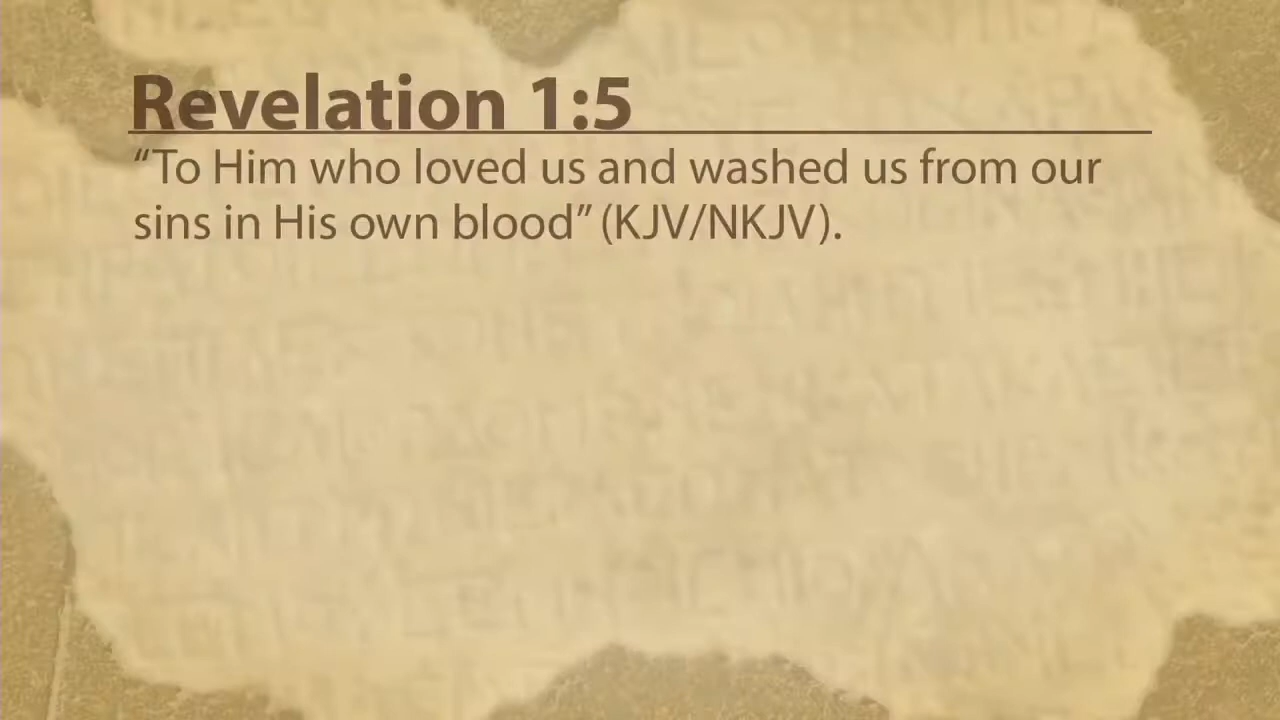 Revelation 1:5
“To Him who loved us and washed us from our
sins in His own blood” (KJV/NKJV).